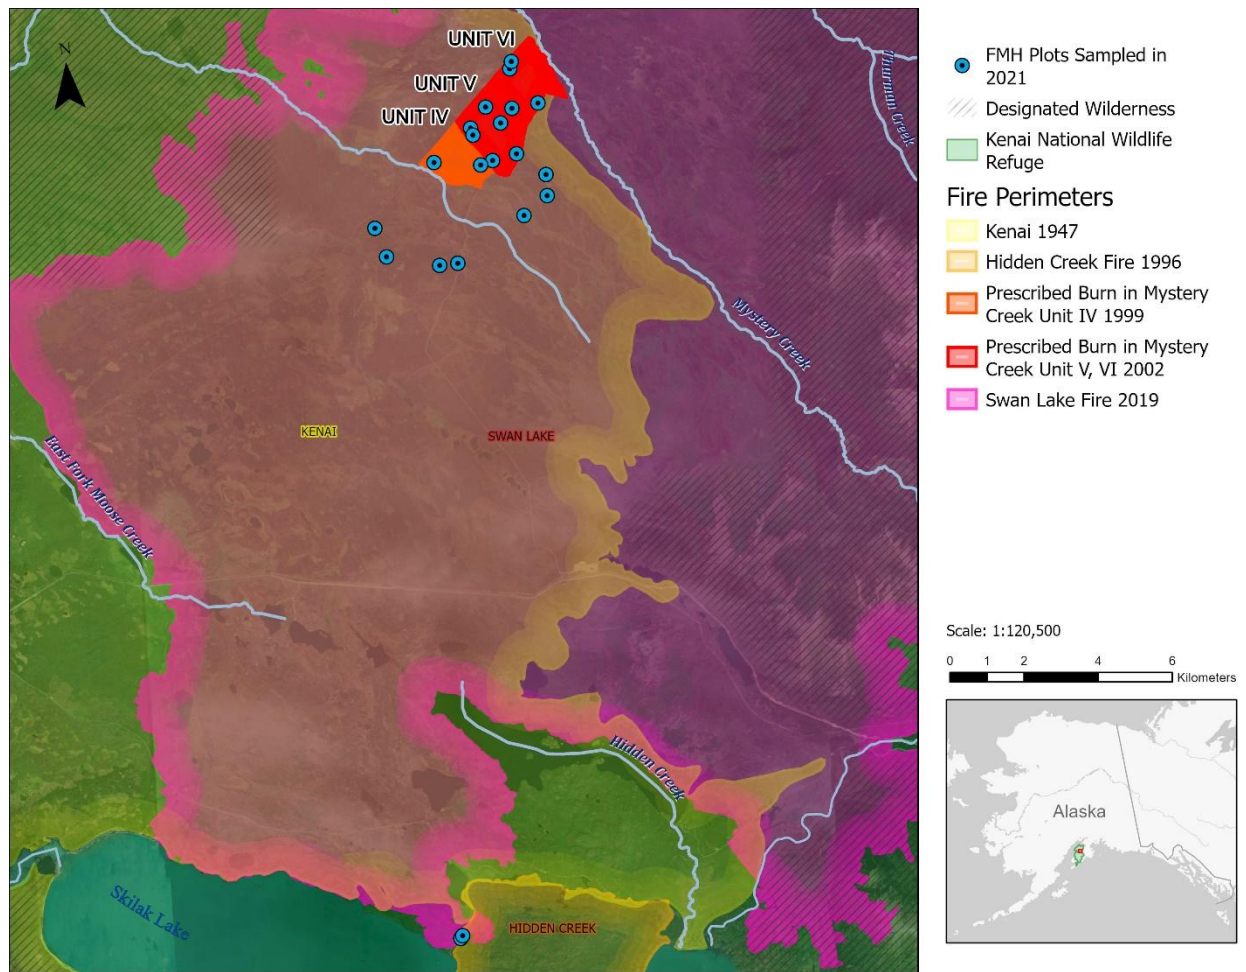 N
UNIT VI
UNIT V
UNIT IV
Thurman Creek
Mystery Creek
KENAI
SWAN LAKE
East Fork Moose Creek
Hidden Creek
Skilak Lake
HIDDEN CREEK
FMH Plots Sampled in
2021
Designated Wilderness
Kenai National Wildlife
Refuge
Fire Perimeters
Kenai 1947
Hidden Creek Fire 1996
Prescribed Burn in Mystery
Creek Unit IV 1999
Prescribed Burn in Mystery
Creek Unit V, VI 2002
Swan Lake Fire 2019
Scale: 1:120,500
0 1 2 4 6
Kilometers
Alaska